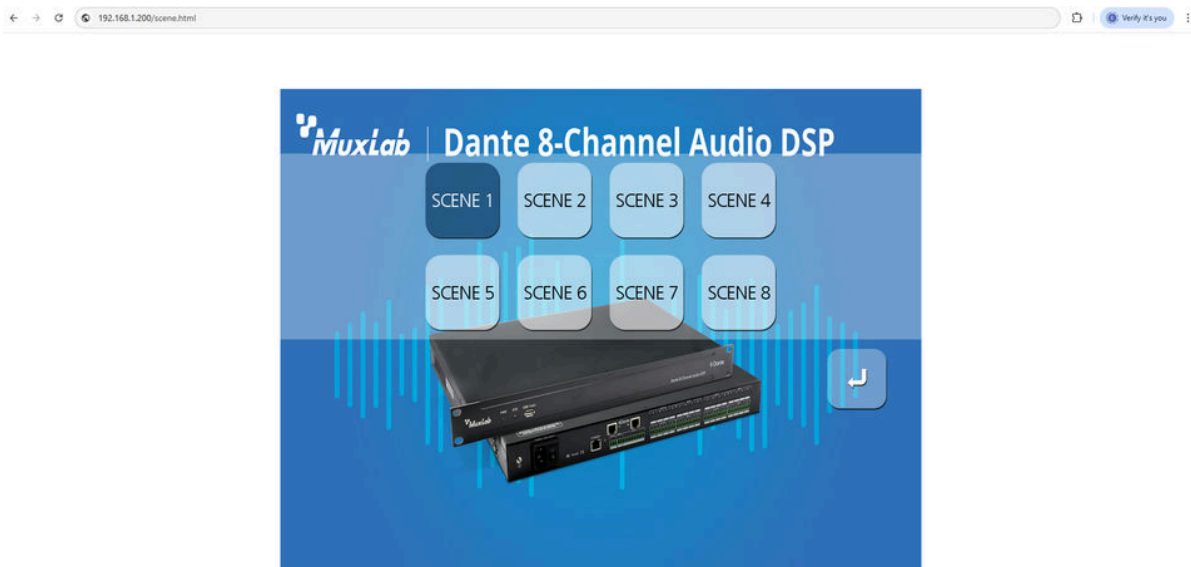 192.168.1.200/scene.html
Verify it's you
MuxLab
Dante 8-Channel Audio DSP
SCENE 1
SCENE 2
SCENE 3
SCENE 4
SCENE 5
SCENE 6
SCENE 7
SCENE 8
MuxLab